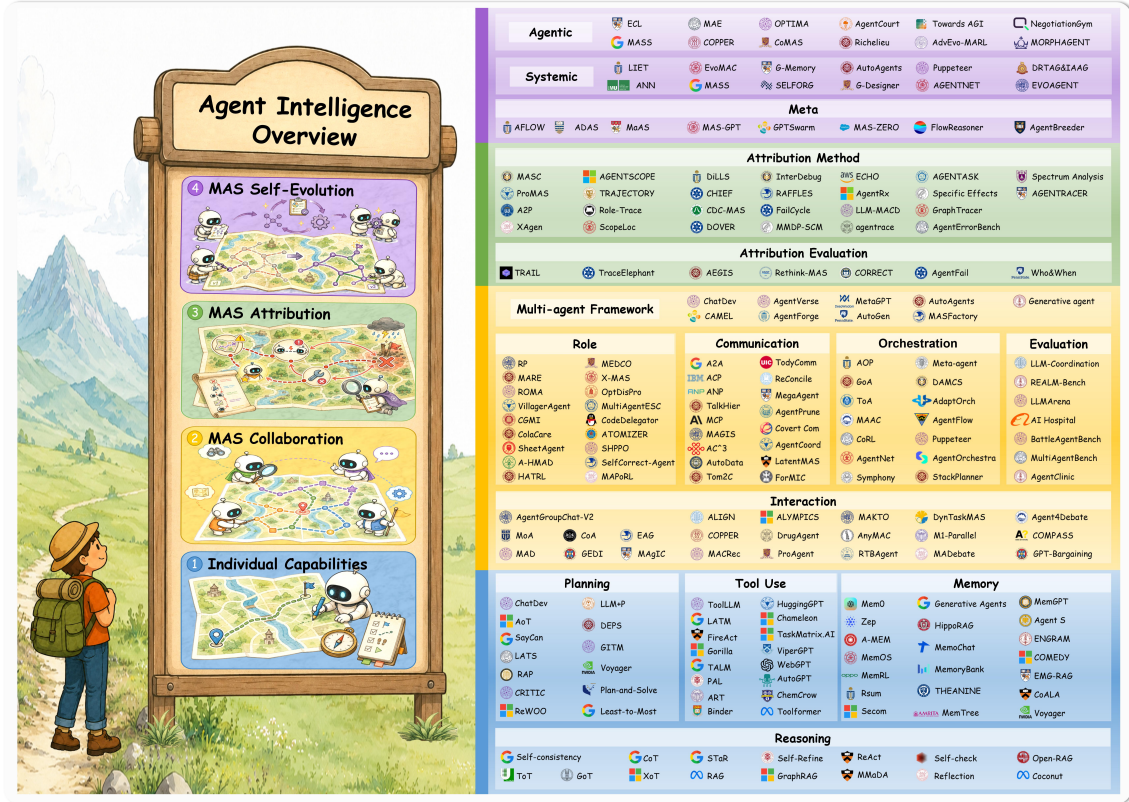 Agent Intelligence
Overview
4 MAS Self-Evolution
3 MAS Attribution
2 MAS Collaboration
1 Individual Capabilities
Agentic
ECL MAE OPTIMA AgentCourt Towards AGI NegotiationGym
MASS COPPER CoMAS Richelieu AdvEvo-MARL MORPHAGENT
Systemic
LIET EvoMAC G-Memory AutoAgents Puppeteer DRTAG&IAAG
ANN MASS SELFORG G-Designer AGENTNET EVOAGENT
Meta
AFLOW ADAS MaAS MAS-GPT GPTSwarm MAS-ZERO FlowReasoner AgentBreeder
Attribution Method
MASC AGENTSCOPE DiLLS InterDebug aws ECHO AGENTASK Spectrum Analysis
ProMAS TRAJECTORY CHIEF RAFFLES AgentRx Specific Effects AGENTRACER
A2P Role-Trace CDC-MAS FailCycle LLM-MACD GraphTracer
XAgen ScopeLoc DOVER MMDP-SCM agentrace AgentErrorBench
Attribution Evaluation
TRAIL TraceElephant AEGIS Rethink-MAS CORRECT AgentFail Who&When
Multi-agent Framework
ChatDev AgentVerse MetaGPT AutoAgents Generative agent
CAMEL AgentForge AutoGen MASFactory
Role
RP MEDCO
MARE X-MAS
ROMA OptDisPro
VillagerAgent MultiAgentESC
CGMI CodeDelegator
ColaCare ATOMIZER
SheetAgent SHPPO
A-HMAD SelfCorrect-Agent
HATRL MAPoRL
Communication
A2A UIC TodyComm
IBM ACP ReConcile
ANP ANP MegaAgent
TalkHier AgentPrune
MCP Covert Com
MAGIS AgentCoord
AC^3 LatentMAS
AutoData ForMIC
Tom2C
Orchestration
AOP Meta-agent
GoA DAMCS
ToA AdaptOrch
MAAC AgentFlow
CoRL Puppeteer
AgentNet AgentOrchestra
Symphony StackPlanner
Evaluation
LLM-Coordination
REALM-Bench
LLMArena
AI Hospital
BattleAgentBench
MultiAgentBench
AgentClinic
Interaction
AgentGroupChat-V2 ALIGN ALYMPICS MAKTO DynTaskMAS Agent4Debate
MoA CoA EAG COPPER DrugAgent AnyMAC M1-Parallel COMPASS
MAD GEDI MAgIC MACRec ProAgent RTBAgent MADebate GPT-Bargaining
Planning
ChatDev LLM+P
AoT DEPS
SayCan GITM
LATS Voyager
RAP Plan-and-Solve
CRITIC Least-to-Most
ReWOO
Tool Use
ToolLLM HuggingGPT
LATM Chameleon
FireAct TaskMatrix.AI
Gorilla ViperGPT
TALM WebGPT
PAL AutoGPT
ART ChemCrow
Binder Toolformer
Memory
Mem0 Generative Agents MemGPT
Zep HippoRAG Agent S
A-MEM MemoChat ENGRAM
MemOS MemoryBank COMEDY
oppo MemRL THEANINE EMG-RAG
Rsum AMRITA MemTree CoALA
Secom Voyager
Reasoning
Self-consistency CoT STaR Self-Refine ReAct Self-check Open-RAG
ToT GoT XoT RAG GraphRAG MMaDA Reflection Coconut